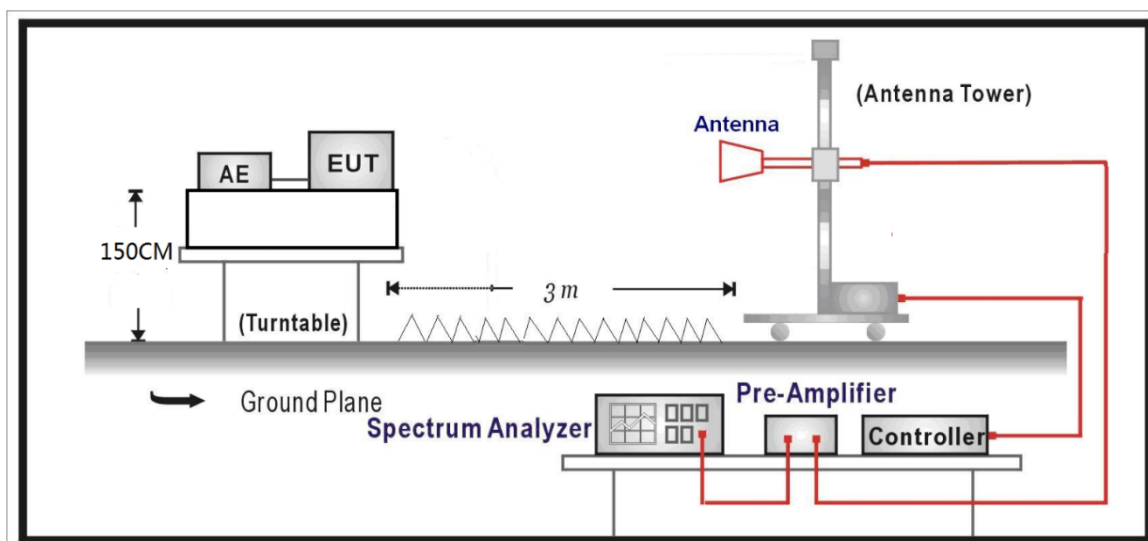 (Antenna Tower)
Antenna
AE
EUT
150CM
3 m
(Turntable)
Ground Plane
Spectrum Analyzer
Pre-Amplifier
Controller